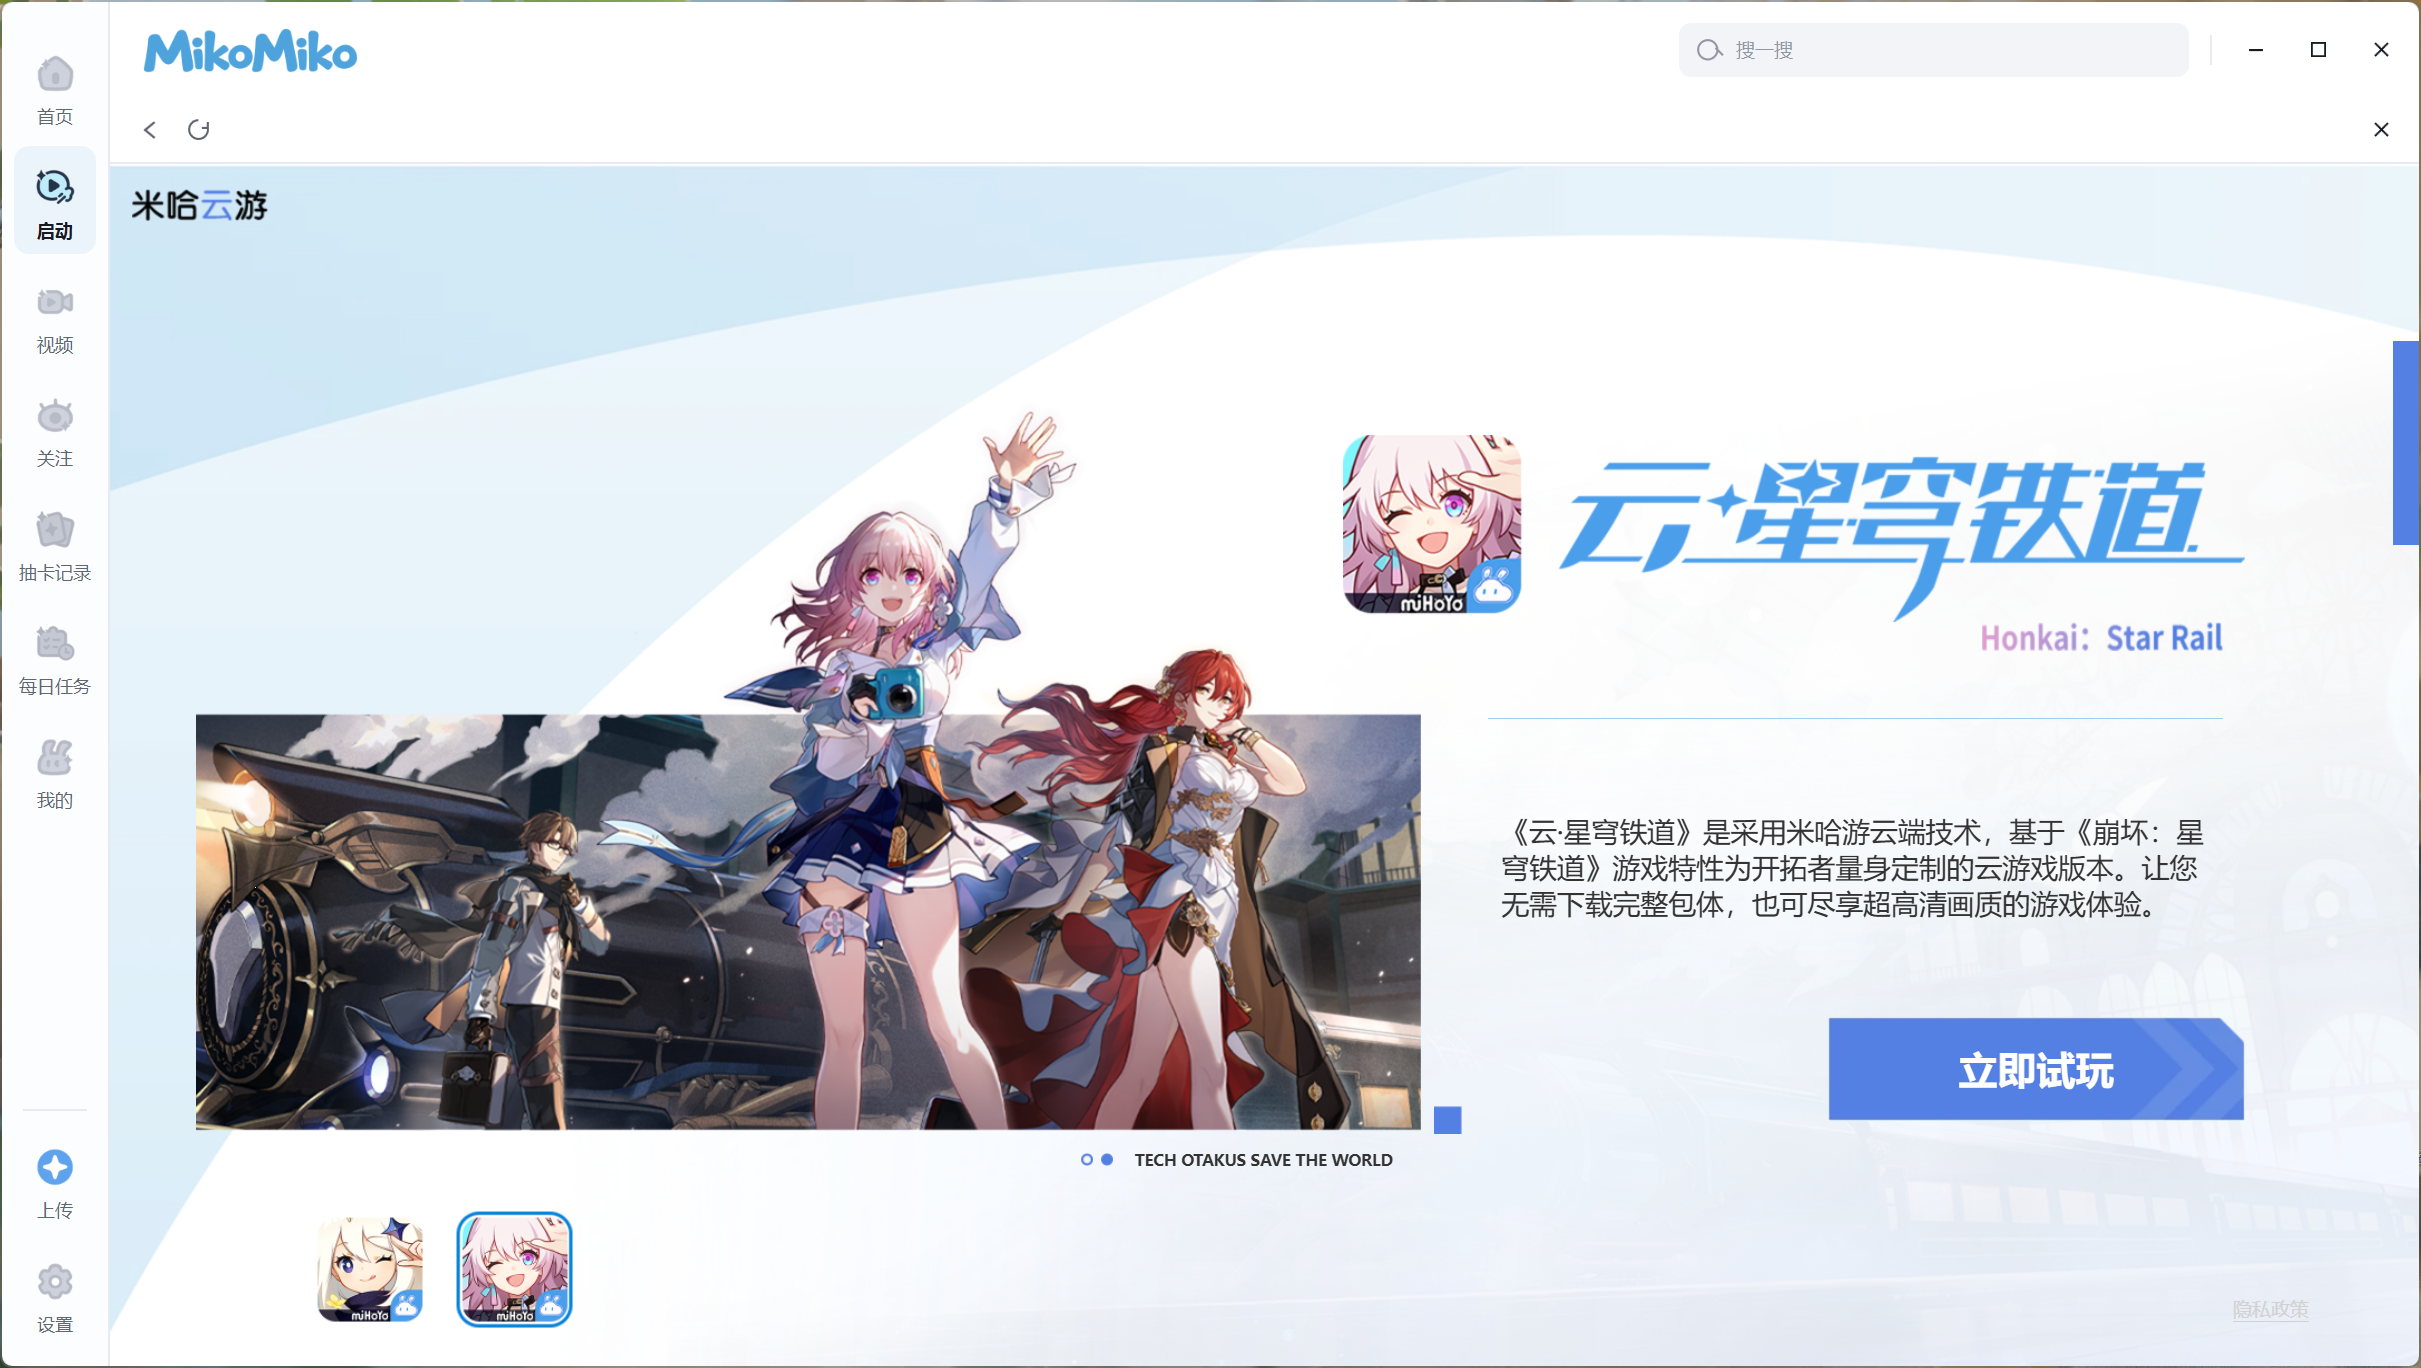 MikoMiko
搜一搜
首页
启动
视频
关注
抽卡记录
每日任务
我的
上传
设置
米哈云游
miHoYo
云·星穹铁道
Honkai: Star Rail
《云·星穹铁道》是采用米哈游云端技术，基于《崩坏：星
穹铁道》游戏特性为开拓者量身定制的云游戏版本。让您
无需下载完整包体，也可尽享超高清画质的游戏体验。
立即试玩
TECH OTAKUS SAVE THE WORLD
miHoYo
miHoYo
隐私政策